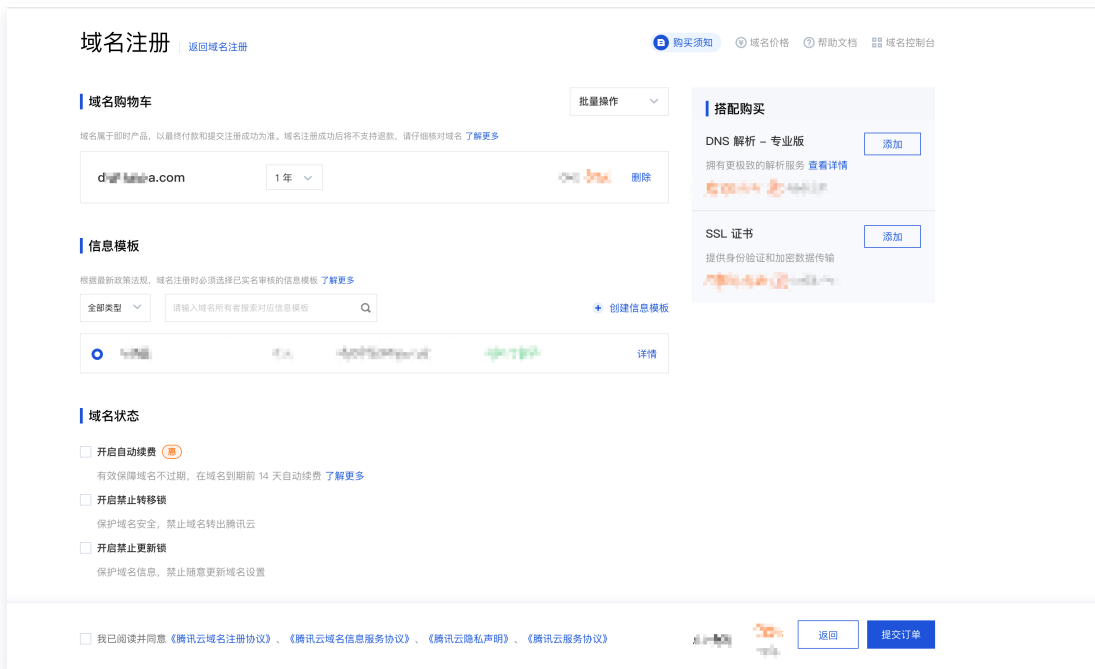 域名注册 返回域名注册 购买须知 域名价格 帮助文档 域名控制台
域名购物车 批量操作
域名属于即时产品，以最终付款和提交注册成功为准。域名注册成功后将不支持退款，请仔细核对域名 了解更多
a.com 1 年 删除
信息模板
根据最新政策法规，域名注册时必须选择已实名审核的信息模板 了解更多
全部类型 请输入域名所有者搜索对应信息模板 + 创建信息模板
详情
域名状态
开启自动续费 惠
有效保障域名不过期，在域名到期前 14 天自动续费 了解更多
开启禁止转移锁
保护域名安全，禁止域名转出腾讯云
开启禁止更新锁
保护域名信息，禁止随意更新域名设置
搭配购买
DNS 解析 – 专业版 添加
拥有更极致的解析服务 查看详情
SSL 证书 添加
提供身份验证和加密数据传输
我已阅读并同意《腾讯云域名注册协议》、《腾讯云域名信息服务协议》、《腾讯云隐私声明》、《腾讯云服务协议》 返回 提交订单